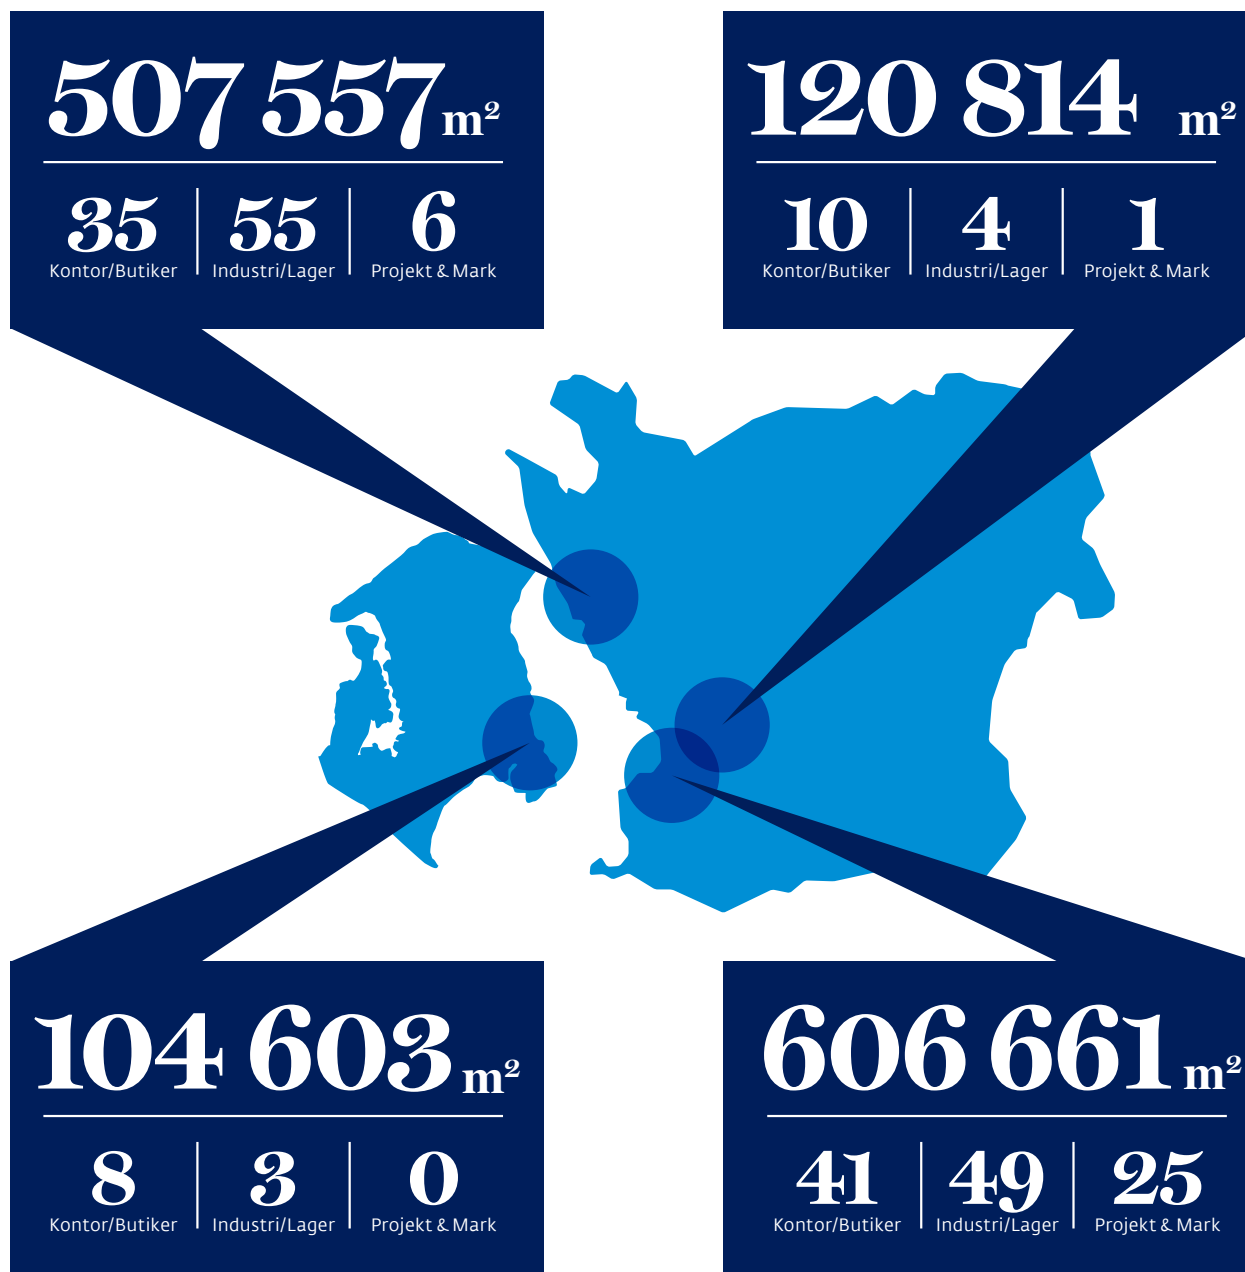 507 557 m²
35 55 6
Kontor/Butiker Industri/Lager Projekt & Mark
120 814 m²
10 4 1
Kontor/Butiker Industri/Lager Projekt & Mark
104 603 m²
8 3 0
Kontor/Butiker Industri/Lager Projekt & Mark
606 661 m²
41 49 25
Kontor/Butiker Industri/Lager Projekt & Mark